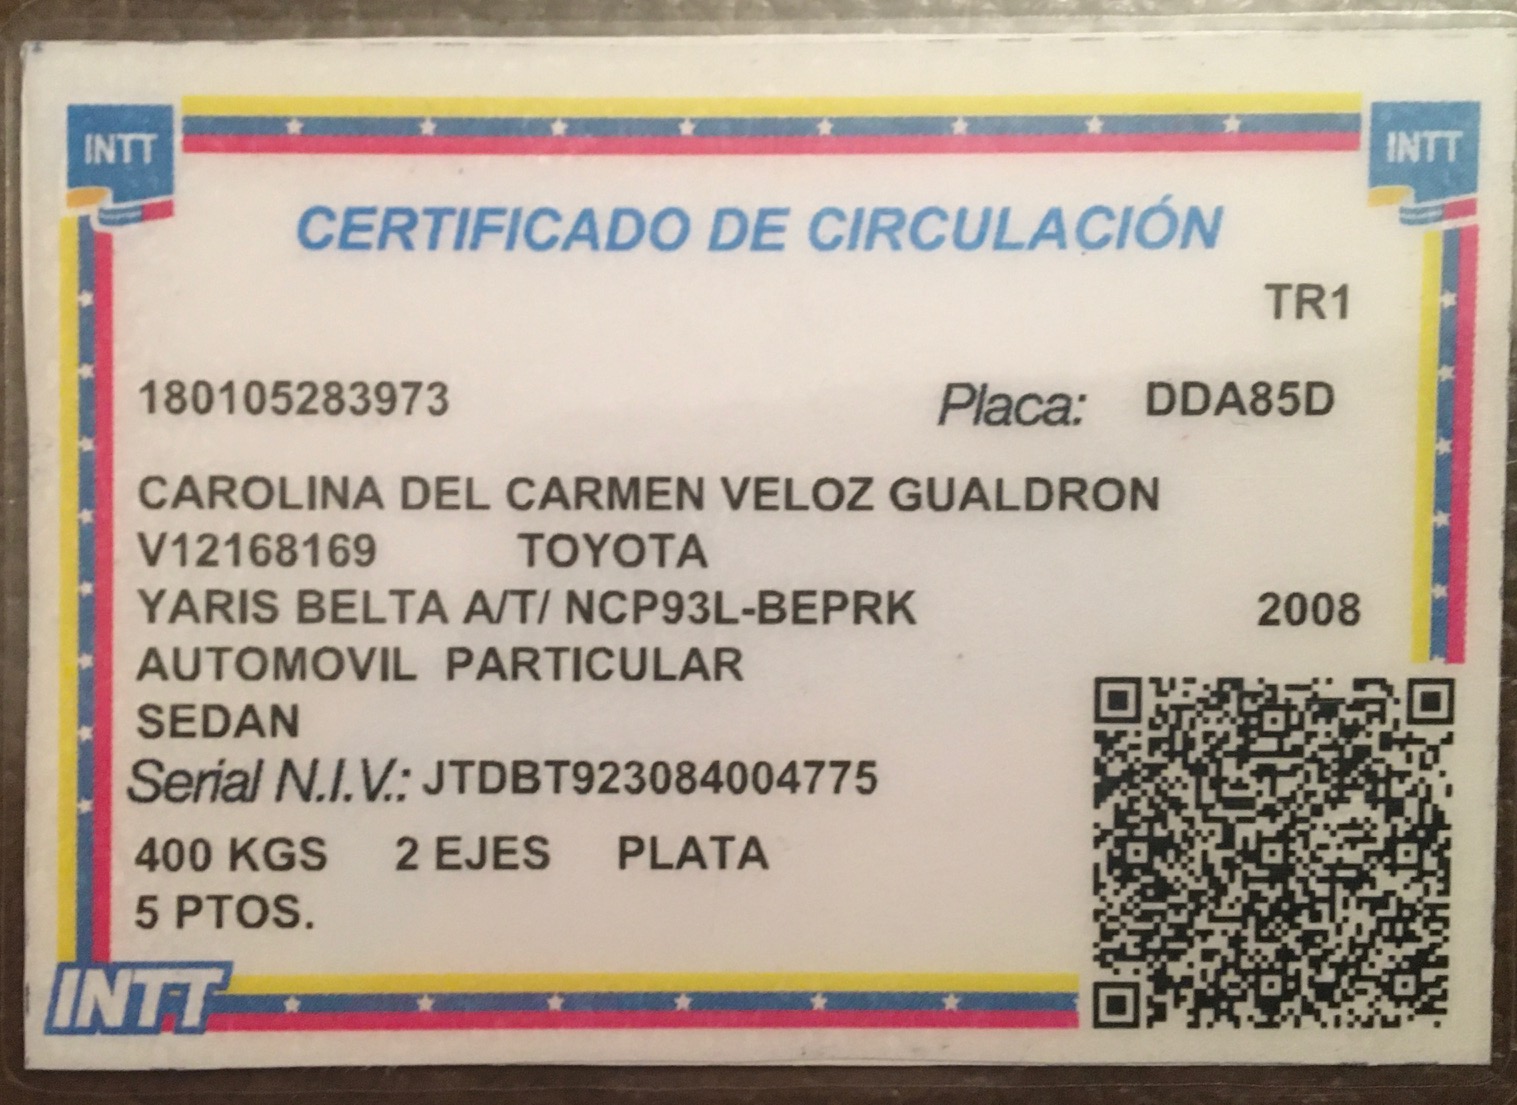 INTT
INTT
CERTIFICADO DE CIRCULACIÓN
TR1
180105283973 Placa: DDA85D
CAROLINA DEL CARMEN VELOZ GUALDRON
V12168169 TOYOTA
YARIS BELTA A/T/ NCP93L-BEPRK 2008
AUTOMOVIL PARTICULAR
SEDAN
Serial N.I.V.: JTDBT923084004775
400 KGS 2 EJES PLATA
5 PTOS.
INTT